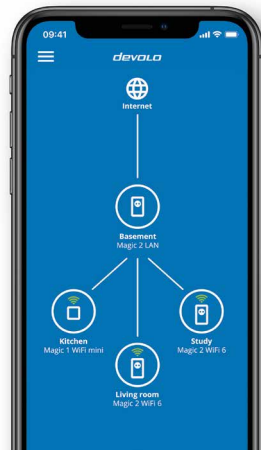 09:41
devolo
Internet
Basement
Magic 2 LAN
Kitchen
Magic 1 WiFi mini
Study
Magic 2 WiFi 6
Living room
Magic 2 WiFi 6